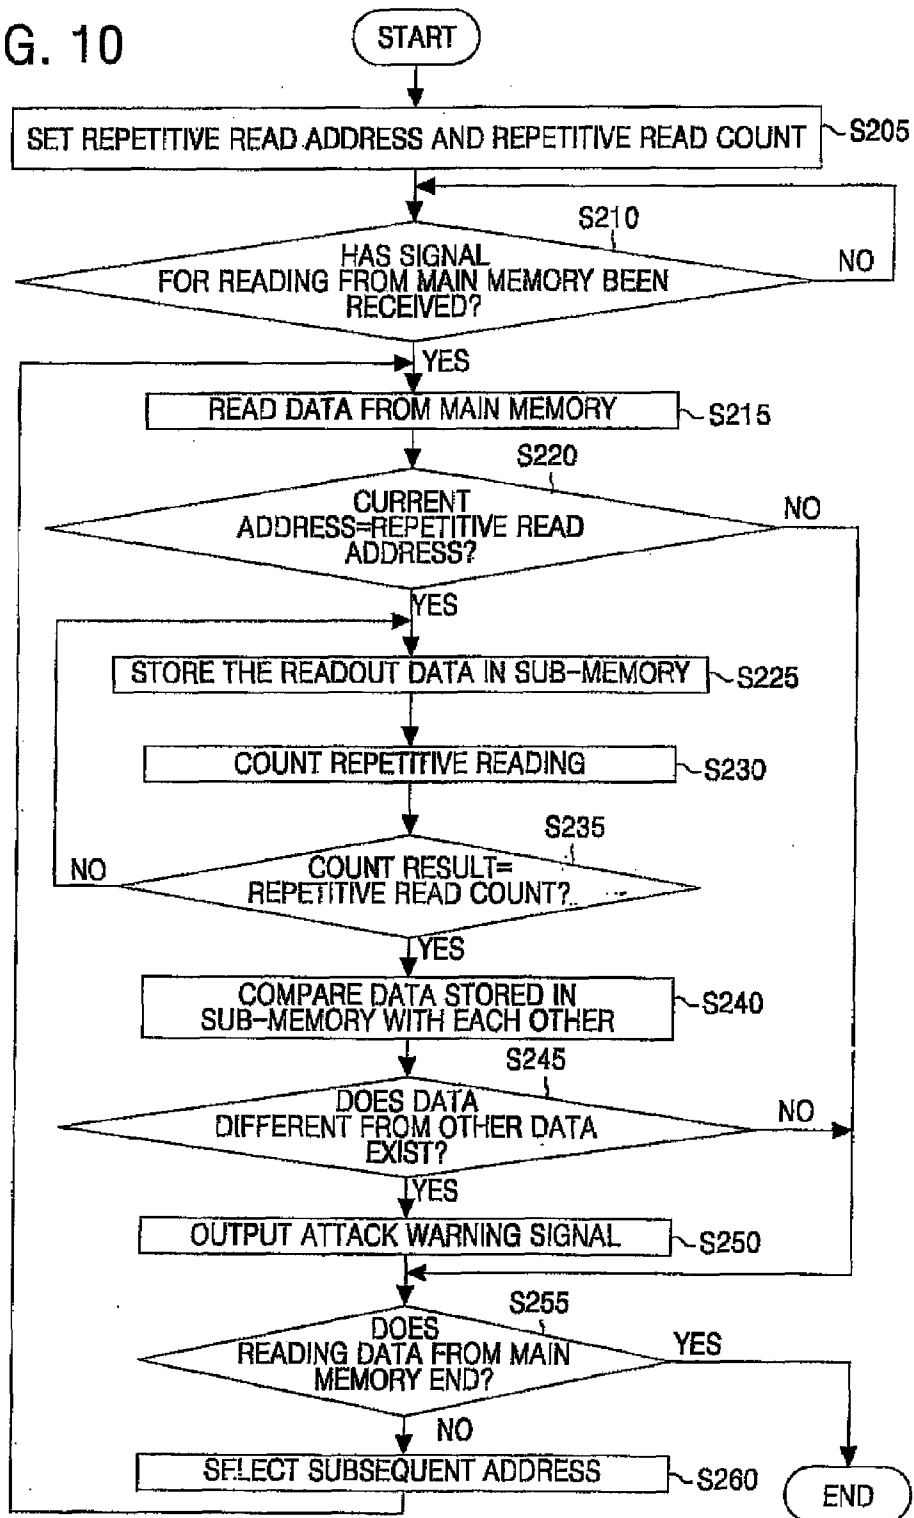 G. 10
START
SET REPETITIVE READ ADDRESS AND REPETITIVE READ COUNT
S205
S210
HAS SIGNAL
FOR READING FROM MAIN MEMORY BEEN
RECEIVED?
NO
YES
READ DATA FROM MAIN MEMORY
S215
S220
CURRENT
ADDRESS=REPETITIVE READ
ADDRESS?
NO
YES
STORE THE READOUT DATA IN SUB-MEMORY
S225
COUNT REPETITIVE READING
S230
S235
COUNT RESULT=
REPETITIVE READ COUNT?
NO
YES
COMPARE DATA STORED IN
SUB-MEMORY WITH EACH OTHER
S240
S245
DOES DATA
DIFFERENT FROM OTHER DATA
EXIST?
NO
YES
OUTPUT ATTACK WARNING SIGNAL
S250
S255
DOES
READING DATA FROM MAIN
MEMORY END?
YES
NO
SELECT SUBSEQUENT ADDRESS
S260
END